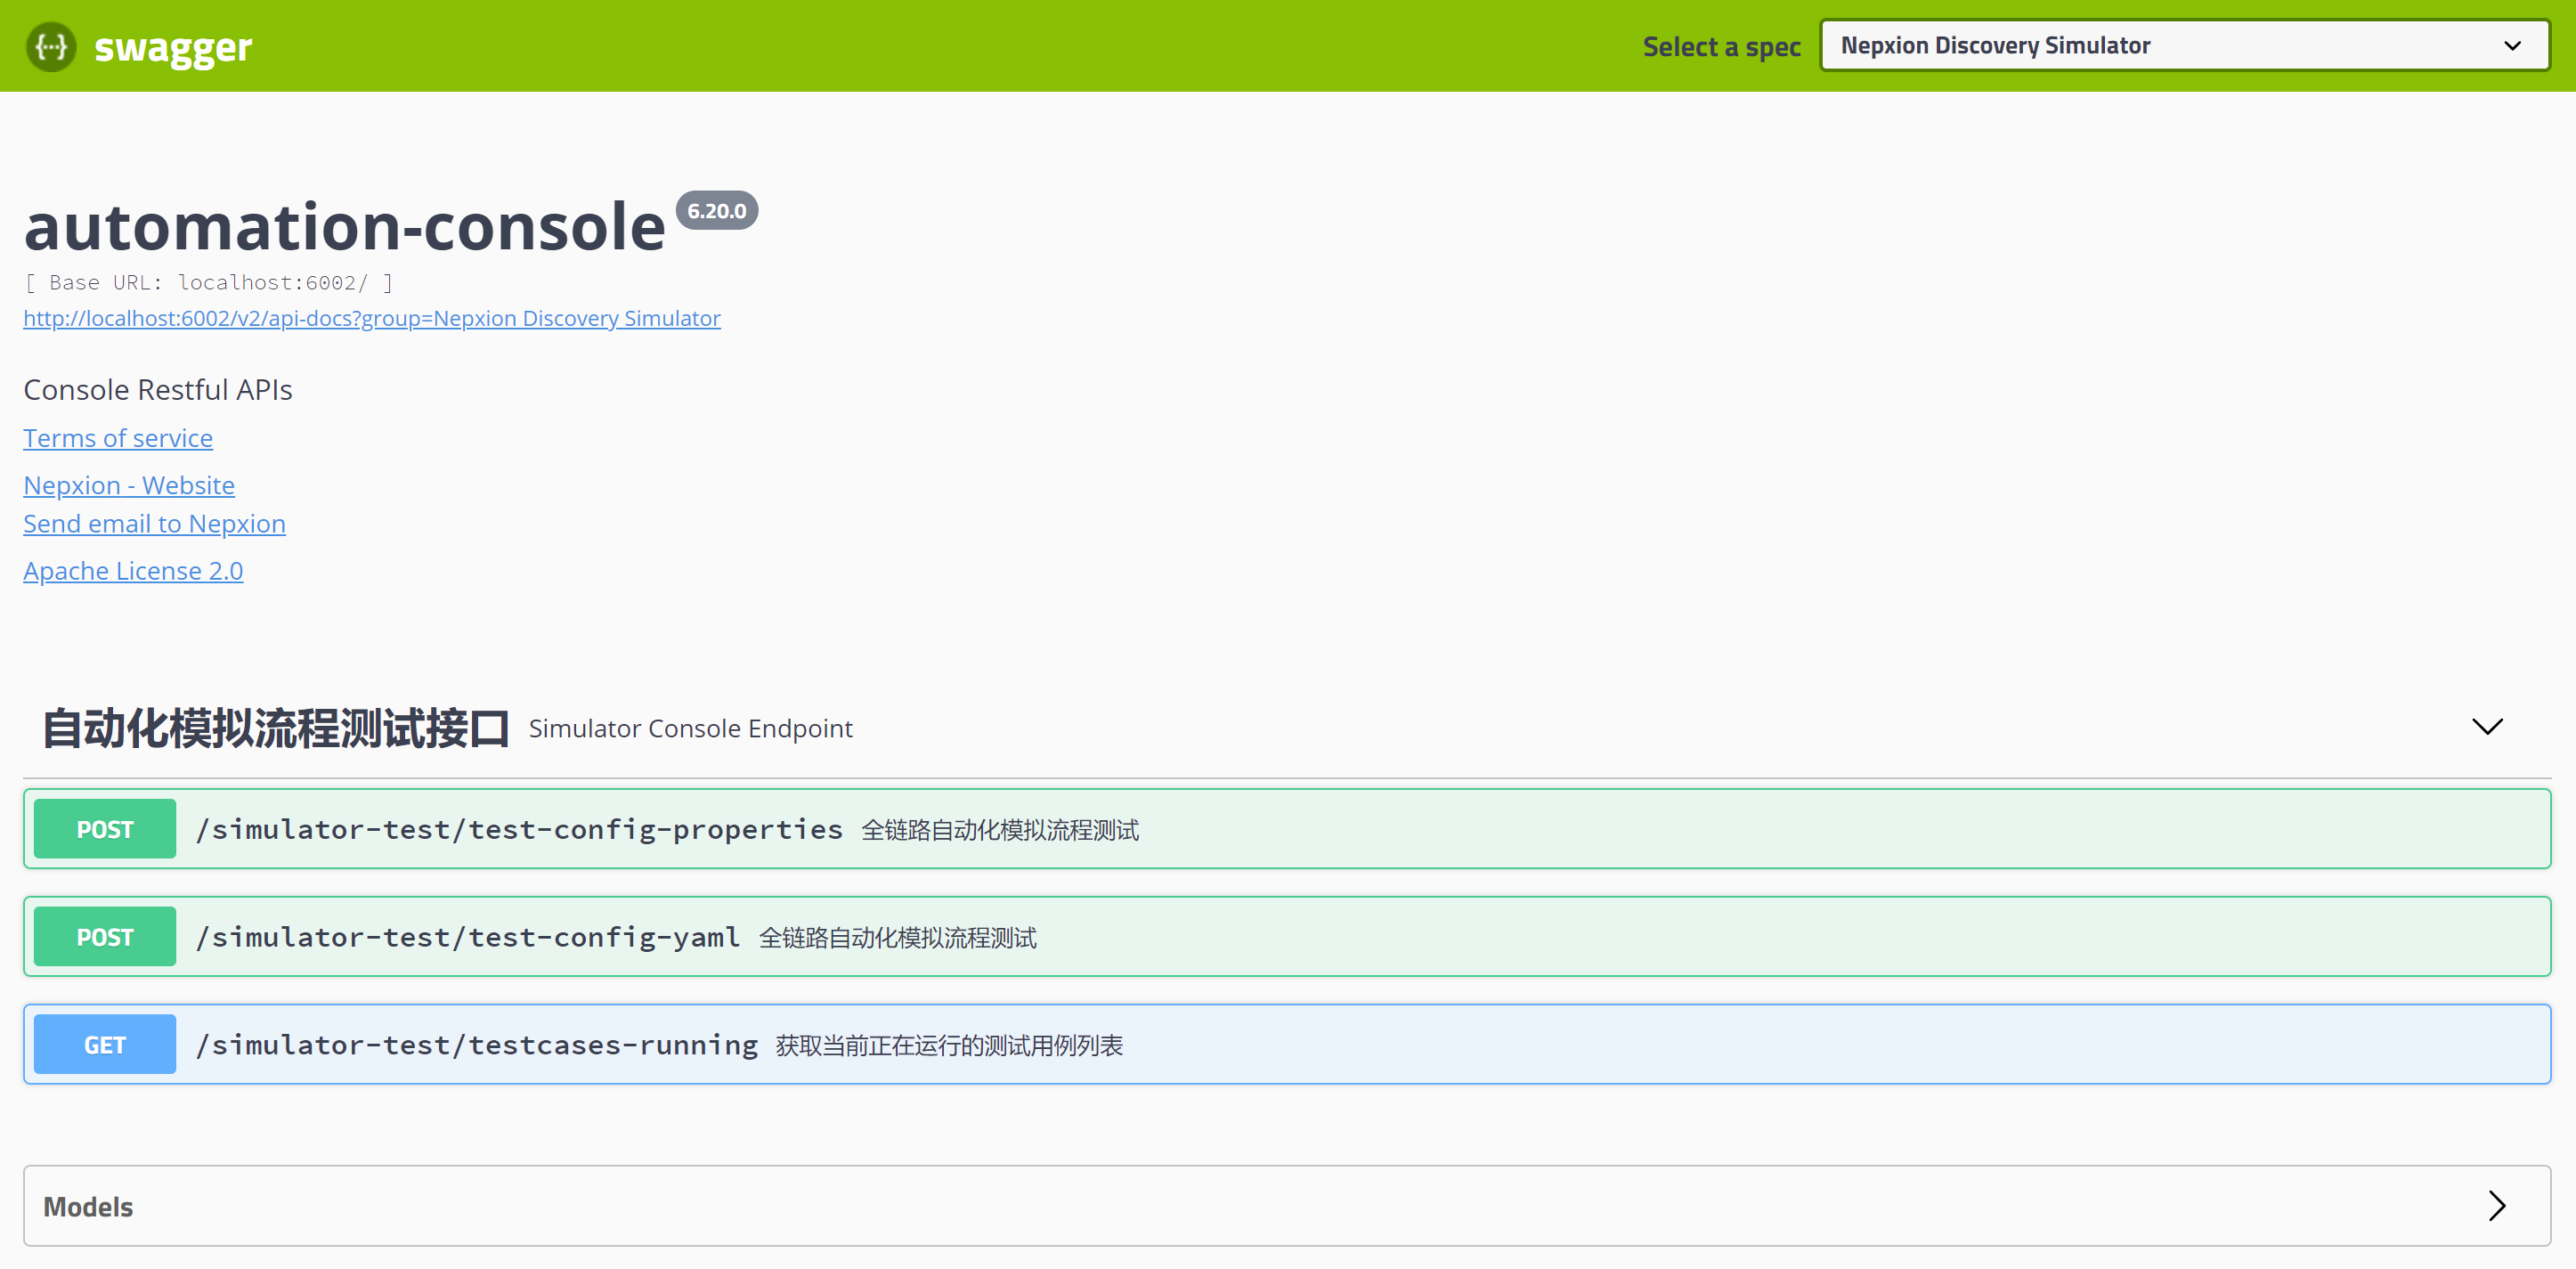 swagger
Select a spec Nepxion Discovery Simulator
automation-console 6.20.0
[ Base URL: localhost:6002/ ]
http://localhost:6002/v2/api-docs?group=Nepxion Discovery Simulator
Console Restful APIs
Terms of service
Nepxion - Website
Send email to Nepxion
Apache License 2.0
自动化模拟流程测试接口 Simulator Console Endpoint
POST /simulator-test/test-config-properties 全链路自动化模拟流程测试
POST /simulator-test/test-config-yaml 全链路自动化模拟流程测试
GET /simulator-test/testcases-running 获取当前正在运行的测试用例列表
Models